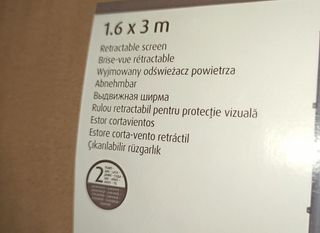 1.6 x 3 m
Retractable screen
Brise-vue rétractable
Wyjmowany odświeżacz powietrza
Abnehmbar
Выдвижная ширма
Rulou retractabil pentru protecție vizuală
Estor cortavientos
Estore corta-vento retráctil
Çıkarılabilir rüzgarlık
2